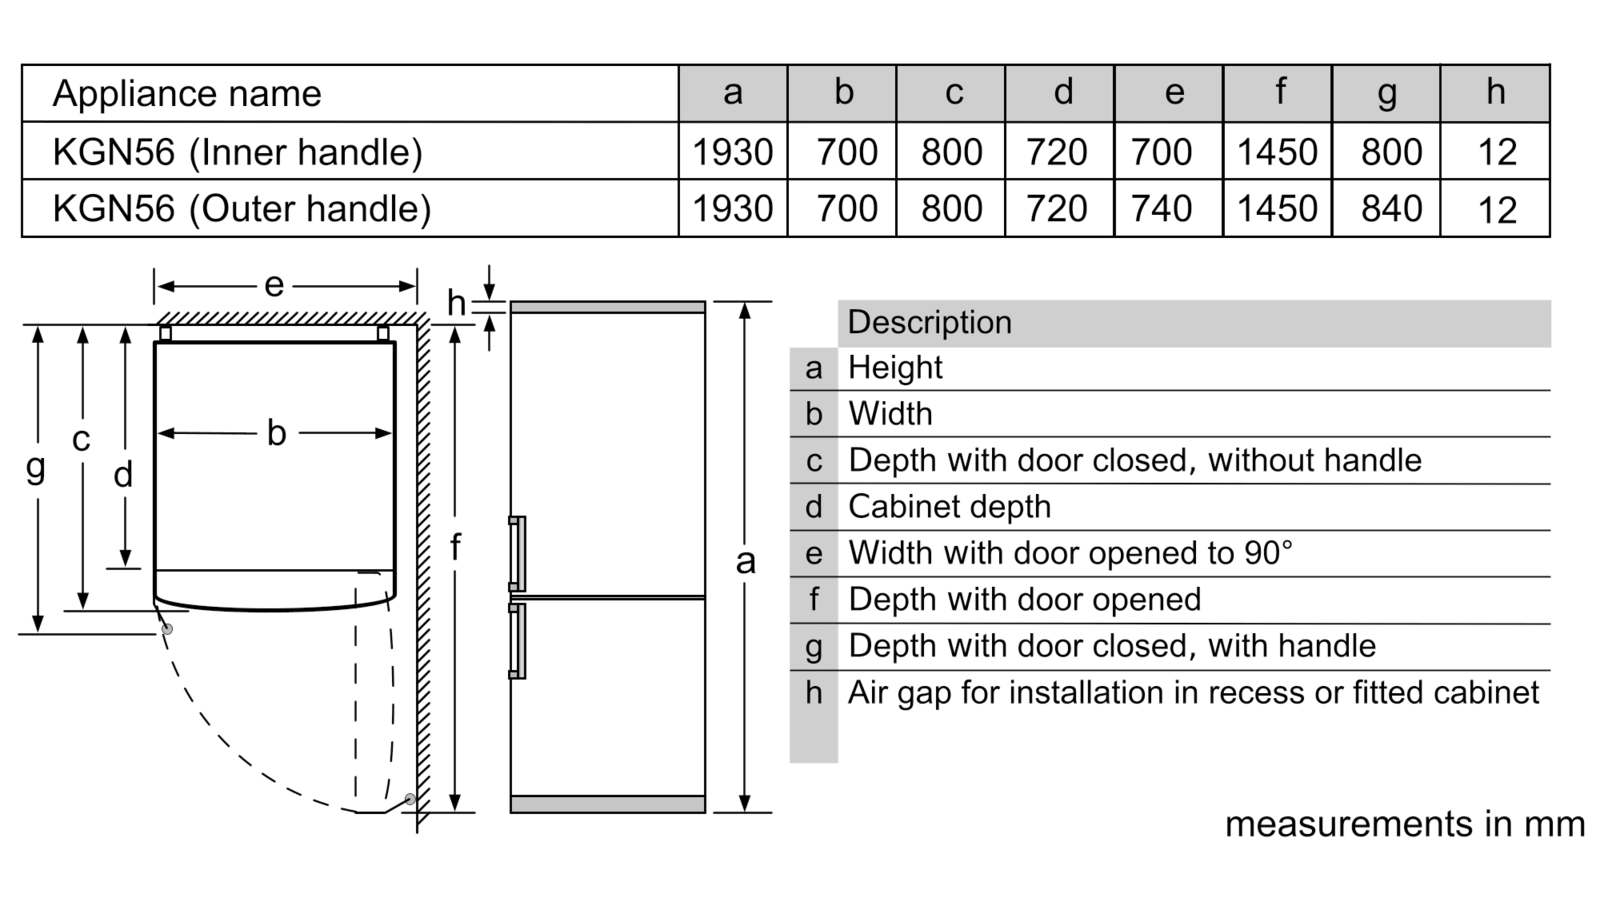 Appliance name a b c d e f g h
KGN56 (Inner handle) 1930 700 800 720 700 1450 800 12
KGN56 (Outer handle) 1930 700 800 720 740 1450 840 12
e
h
b
c
g
d
f
a
Description
a Height
b Width
c Depth with door closed, without handle
d Cabinet depth
e Width with door opened to 90°
f Depth with door opened
g Depth with door closed, with handle
h Air gap for installation in recess or fitted cabinet
measurements in mm